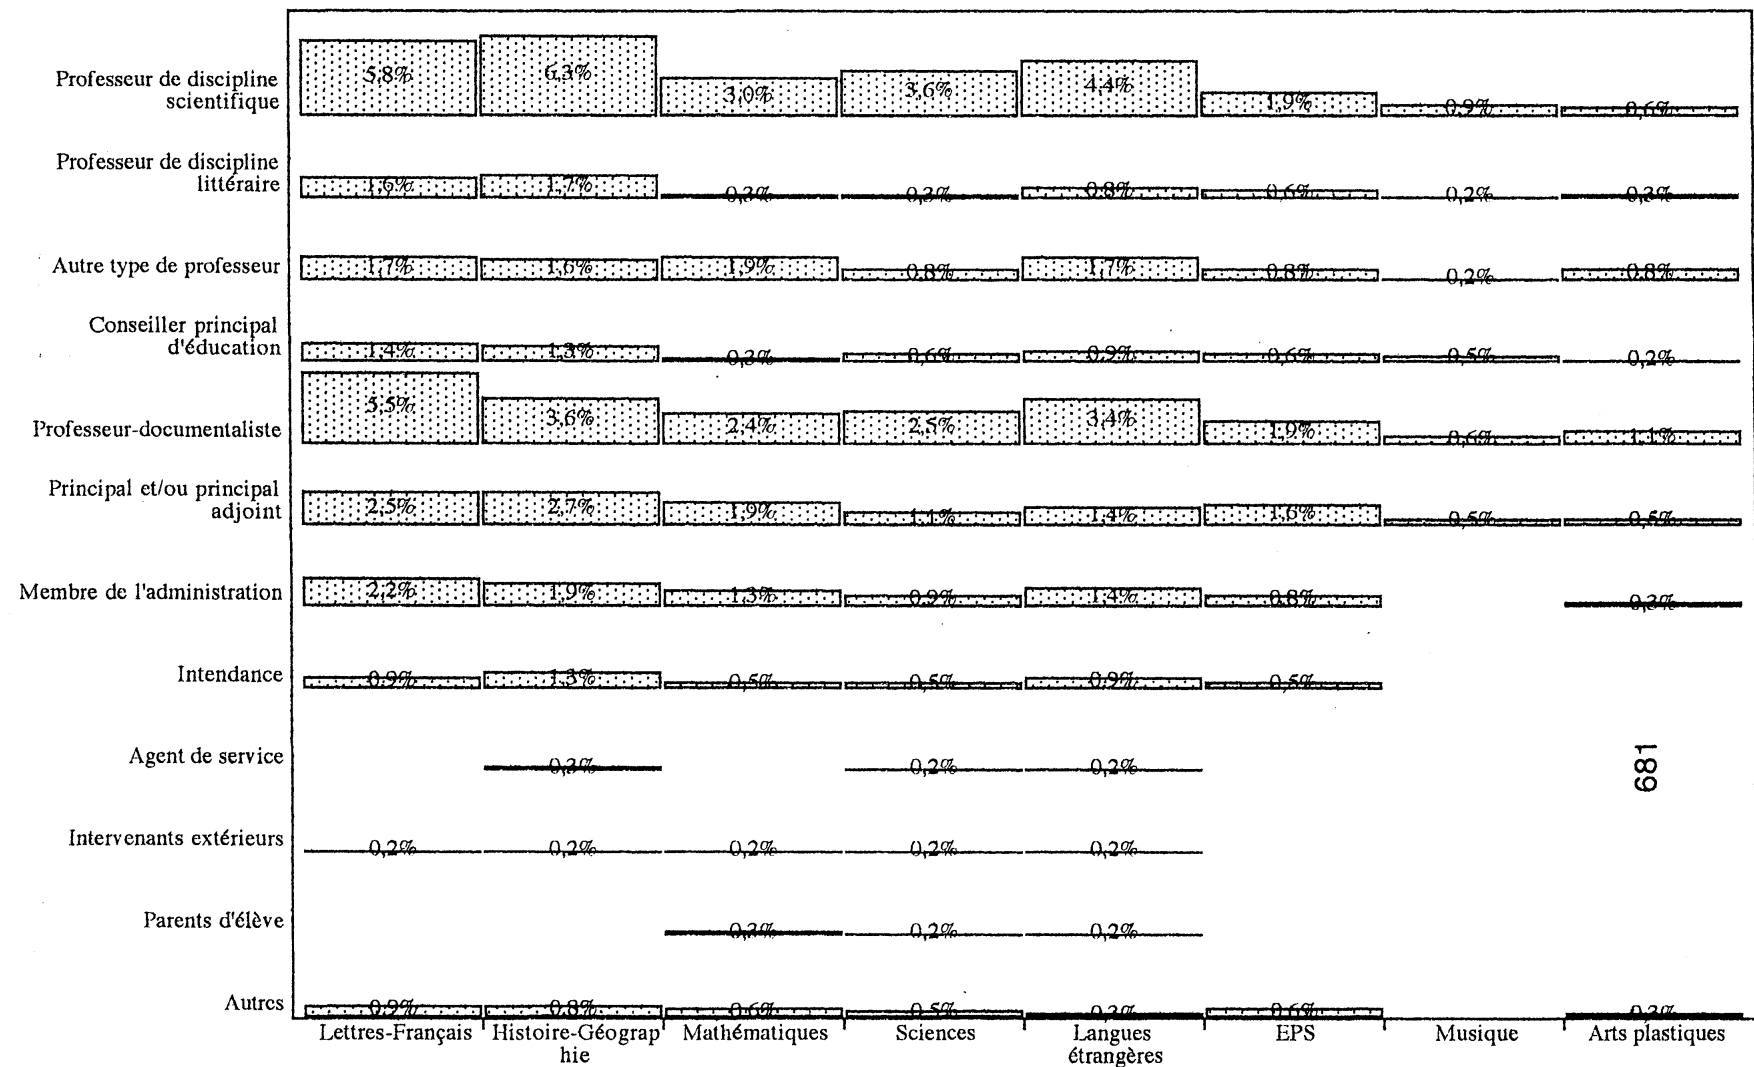 Professeur de discipline
scientifique
5,8% 6,3% 3,0% 3,6% 4,4% 1,9% 0,9% 0,6%
Professeur de discipline
littéraire
1,6% 1,7% 0,3% 0,3% 0,8% 0,6% 0,2% 0,3%
Autre type de professeur
1,7% 1,6% 1,9% 0,8% 1,7% 0,8% 0,2% 0,8%
Conseiller principal
d'éducation
1,4% 1,3% 0,3% 0,6% 0,9% 0,6% 0,5% 0,2%
Professeur-documentaliste
5,5% 3,6% 2,4% 2,5% 3,4% 1,9% 0,6% 1,1%
Principal et/ou principal
adjoint
2,5% 2,7% 1,9% 1,1% 1,4% 1,6% 0,5% 0,5%
Membre de l'administration
2,2% 1,9% 1,3% 0,9% 1,4% 0,8% 0,3%
Intendance
0,9% 1,3% 0,5% 0,5% 0,9% 0,5%
Agent de service
0,3% 0,2% 0,2%
681
Intervenants extérieurs
0,2% 0,2% 0,2% 0,2% 0,2%
Parents d'élève
0,3% 0,2% 0,2%
Autres
0,9% 0,8% 0,6% 0,5% 0,3% 0,6% 0,3%
Lettres-Français Histoire-Géograp Mathématiques Sciences Langues EPS Musique Arts plastiques
hie étrangères